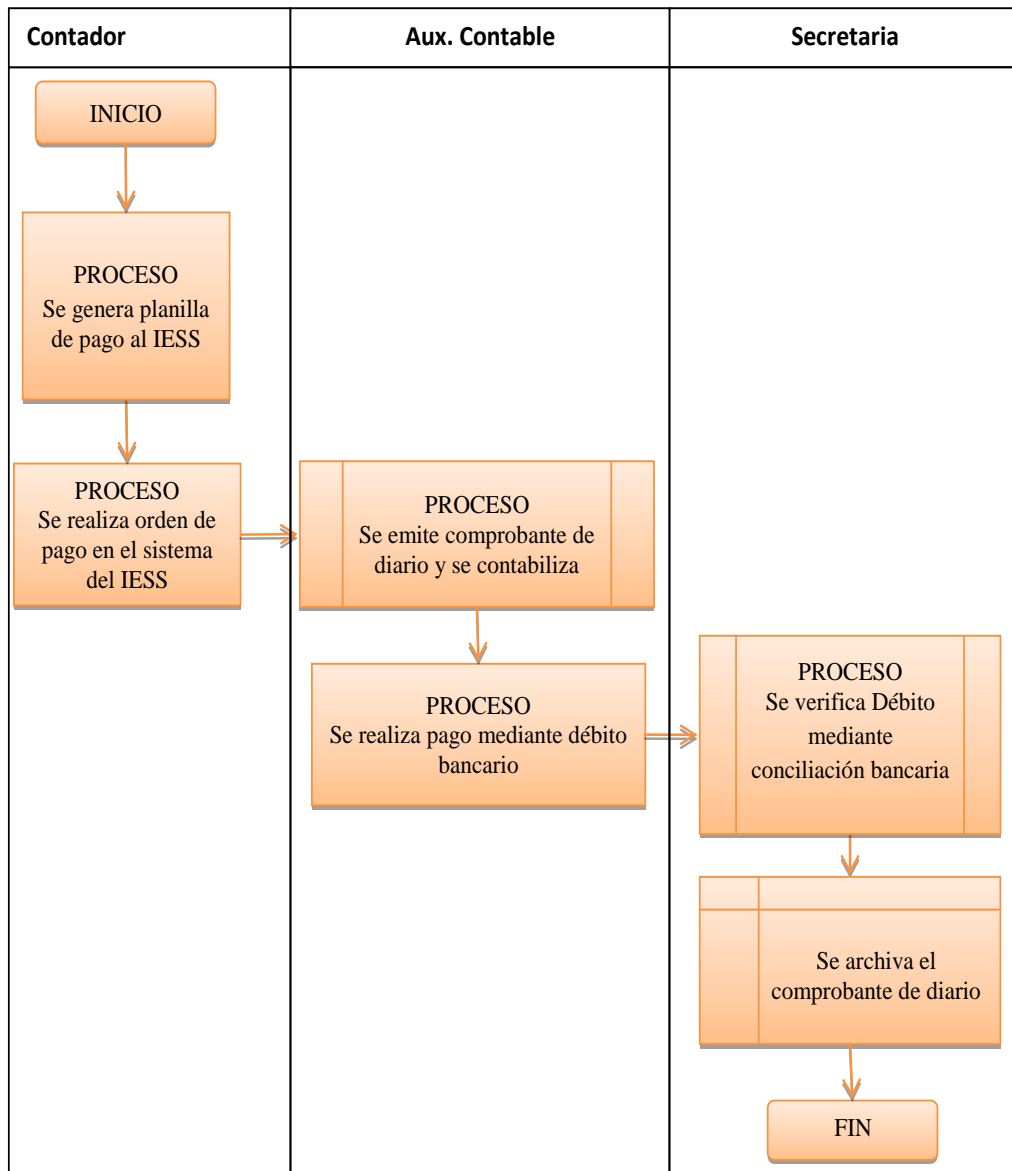 Contador
Aux. Contable
Secretaria
INICIO
PROCESO
Se genera planilla
de pago al IESS
PROCESO
Se realiza orden de
pago en el sistema
del IESS
PROCESO
Se emite comprobante de
diario y se contabiliza
PROCESO
Se realiza pago mediante débito
bancario
PROCESO
Se verifica Débito
mediante
conciliación bancaria
Se archiva el
comprobante de diario
FIN